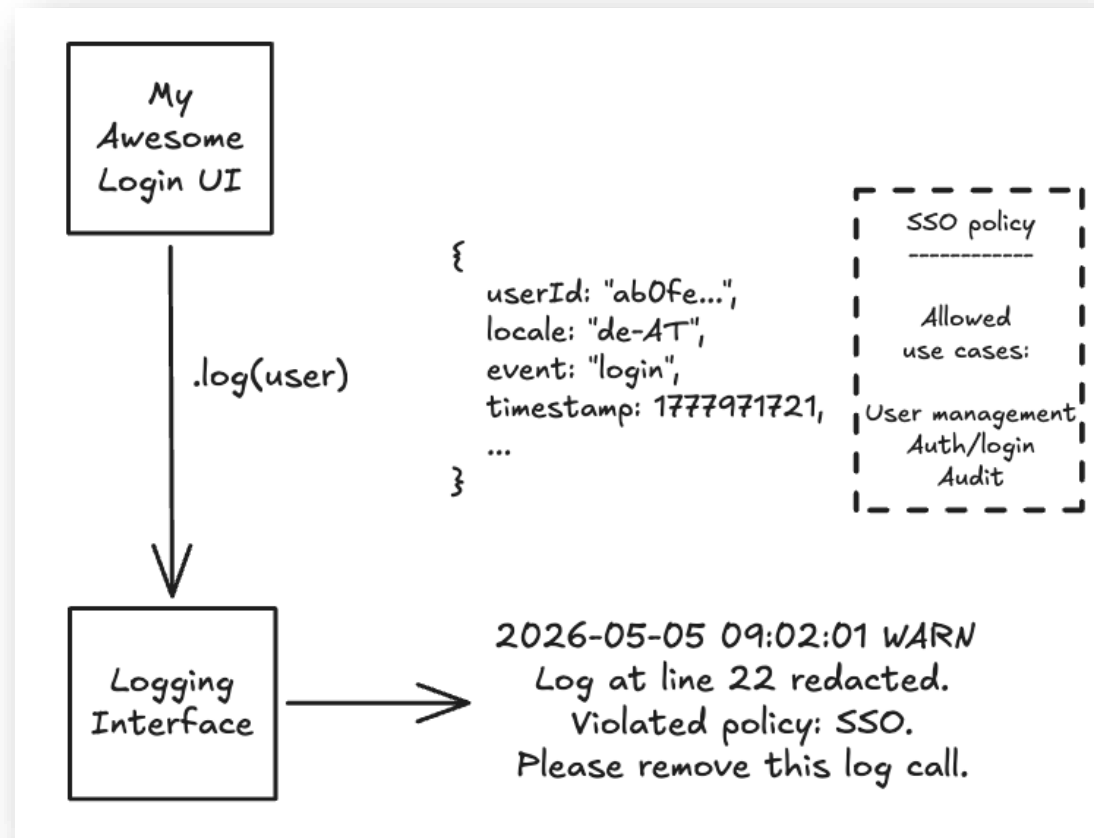 My
Awesome
Login UI
.log(user)
{
userId: "ab0fe...",
locale: "de-AT",
event: "login",
timestamp: 1777971721,
...
}
SSO policy
------------
Allowed
use cases:
User management
Auth/login
Audit
Logging
Interface
2026-05-05 09:02:01 WARN
Log at line 22 redacted.
Violated policy: SSO.
Please remove this log call.